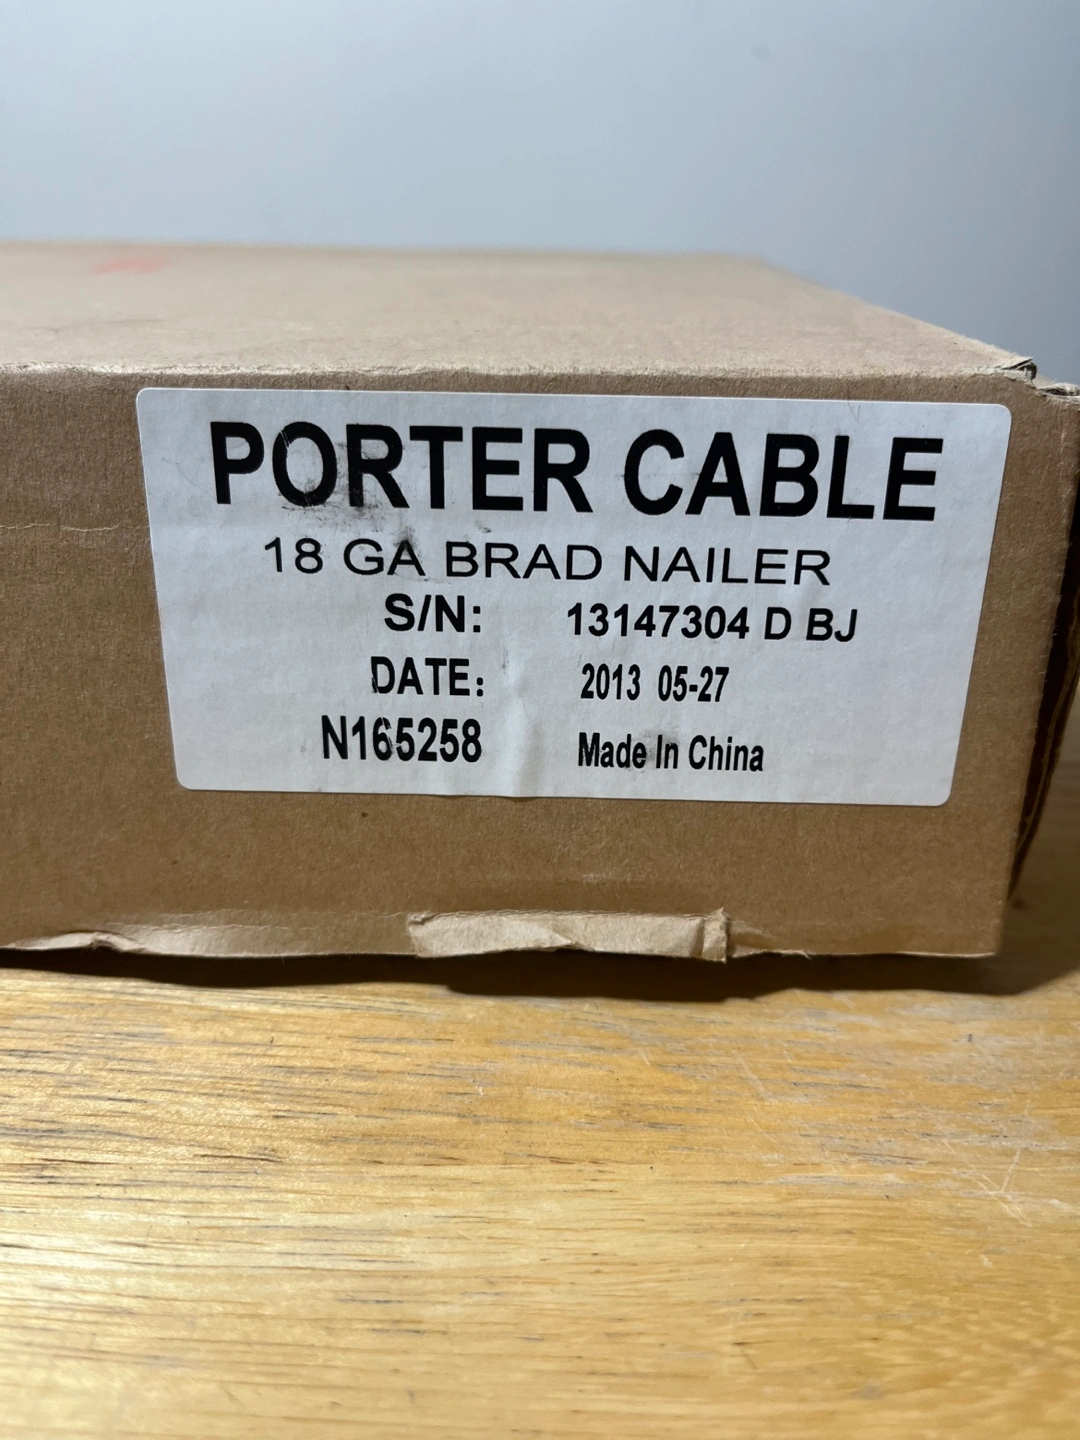 PORTER CABLE
18 GA BRAD NAILER
S/N: 13147304 D BJ
DATE: 2013 05-27
N165258 Made In China